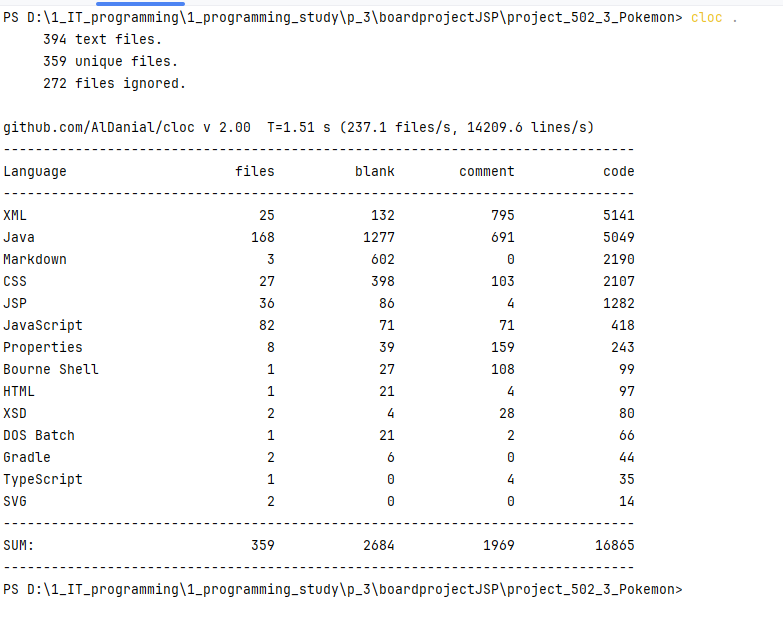 PS D:\1_IT_programming\1_programming_study\p_3\boardprojectJSP\project_502_3_Pokemon> cloc .
     394 text files.
     359 unique files.
     272 files ignored.

github.com/AlDanial/cloc v 2.00  T=1.51 s (237.1 files/s, 14209.6 lines/s)
-------------------------------------------------------------------------------
Language                     files          blank        comment           code
-------------------------------------------------------------------------------
XML                             25            132            795           5141
Java                           168           1277            691           5049
Markdown                         3            602              0           2190
CSS                             27            398            103           2107
JSP                             36             86              4           1282
JavaScript                      82             71             71            418
Properties                       8             39            159            243
Bourne Shell                     1             27            108             99
HTML                             1             21              4             97
XSD                              2              4             28             80
DOS Batch                        1             21              2             66
Gradle                           2              6              0             44
TypeScript                       1              0              4             35
SVG                              2              0              0             14
-------------------------------------------------------------------------------
SUM:                           359           2684           1969          16865
-------------------------------------------------------------------------------
PS D:\1_IT_programming\1_programming_study\p_3\boardprojectJSP\project_502_3_Pokemon>